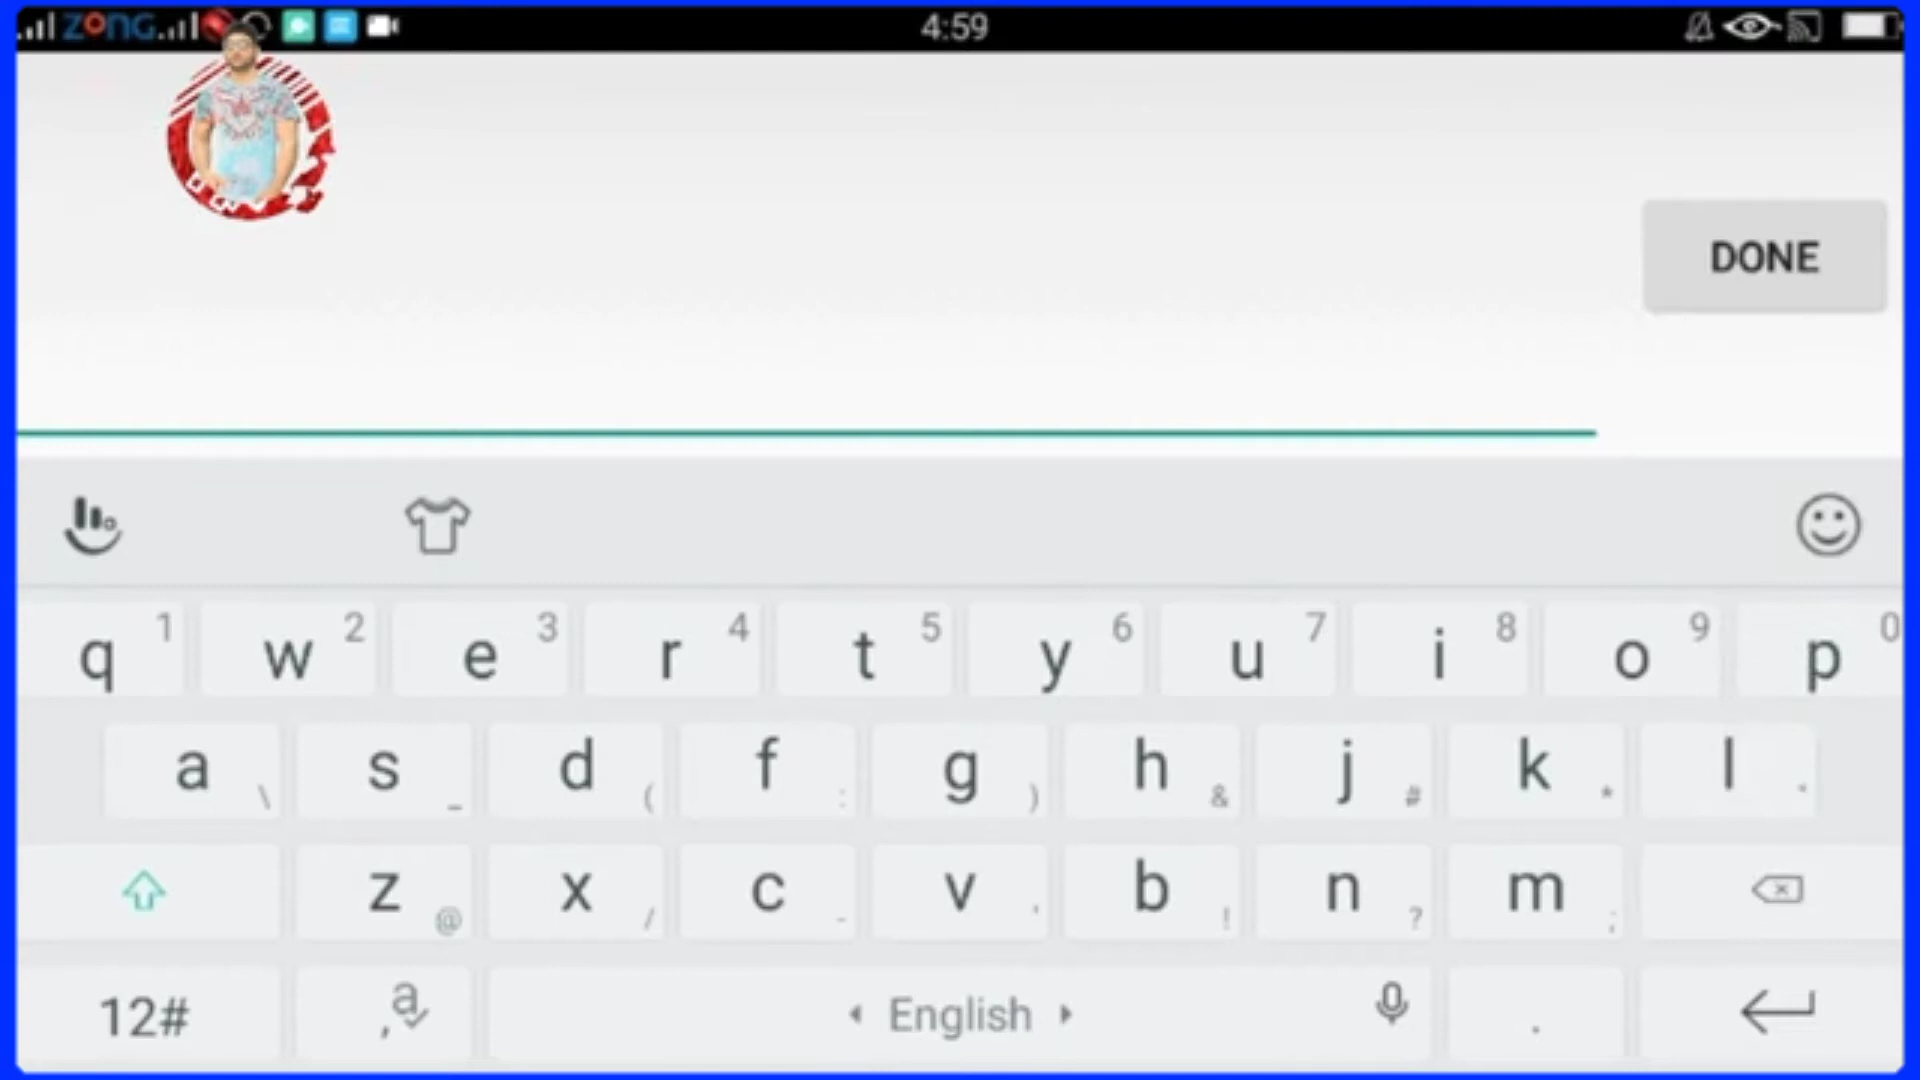 ZONG 4:59
DONE
q 1 w 2 e 3 r 4 t 5 y 6 u 7 i 8 o 9 p 0
a \ s _ d ( f : g ) h & j # k * l
z @ x / c - v ' b ! n ? m ;
12# , a English .